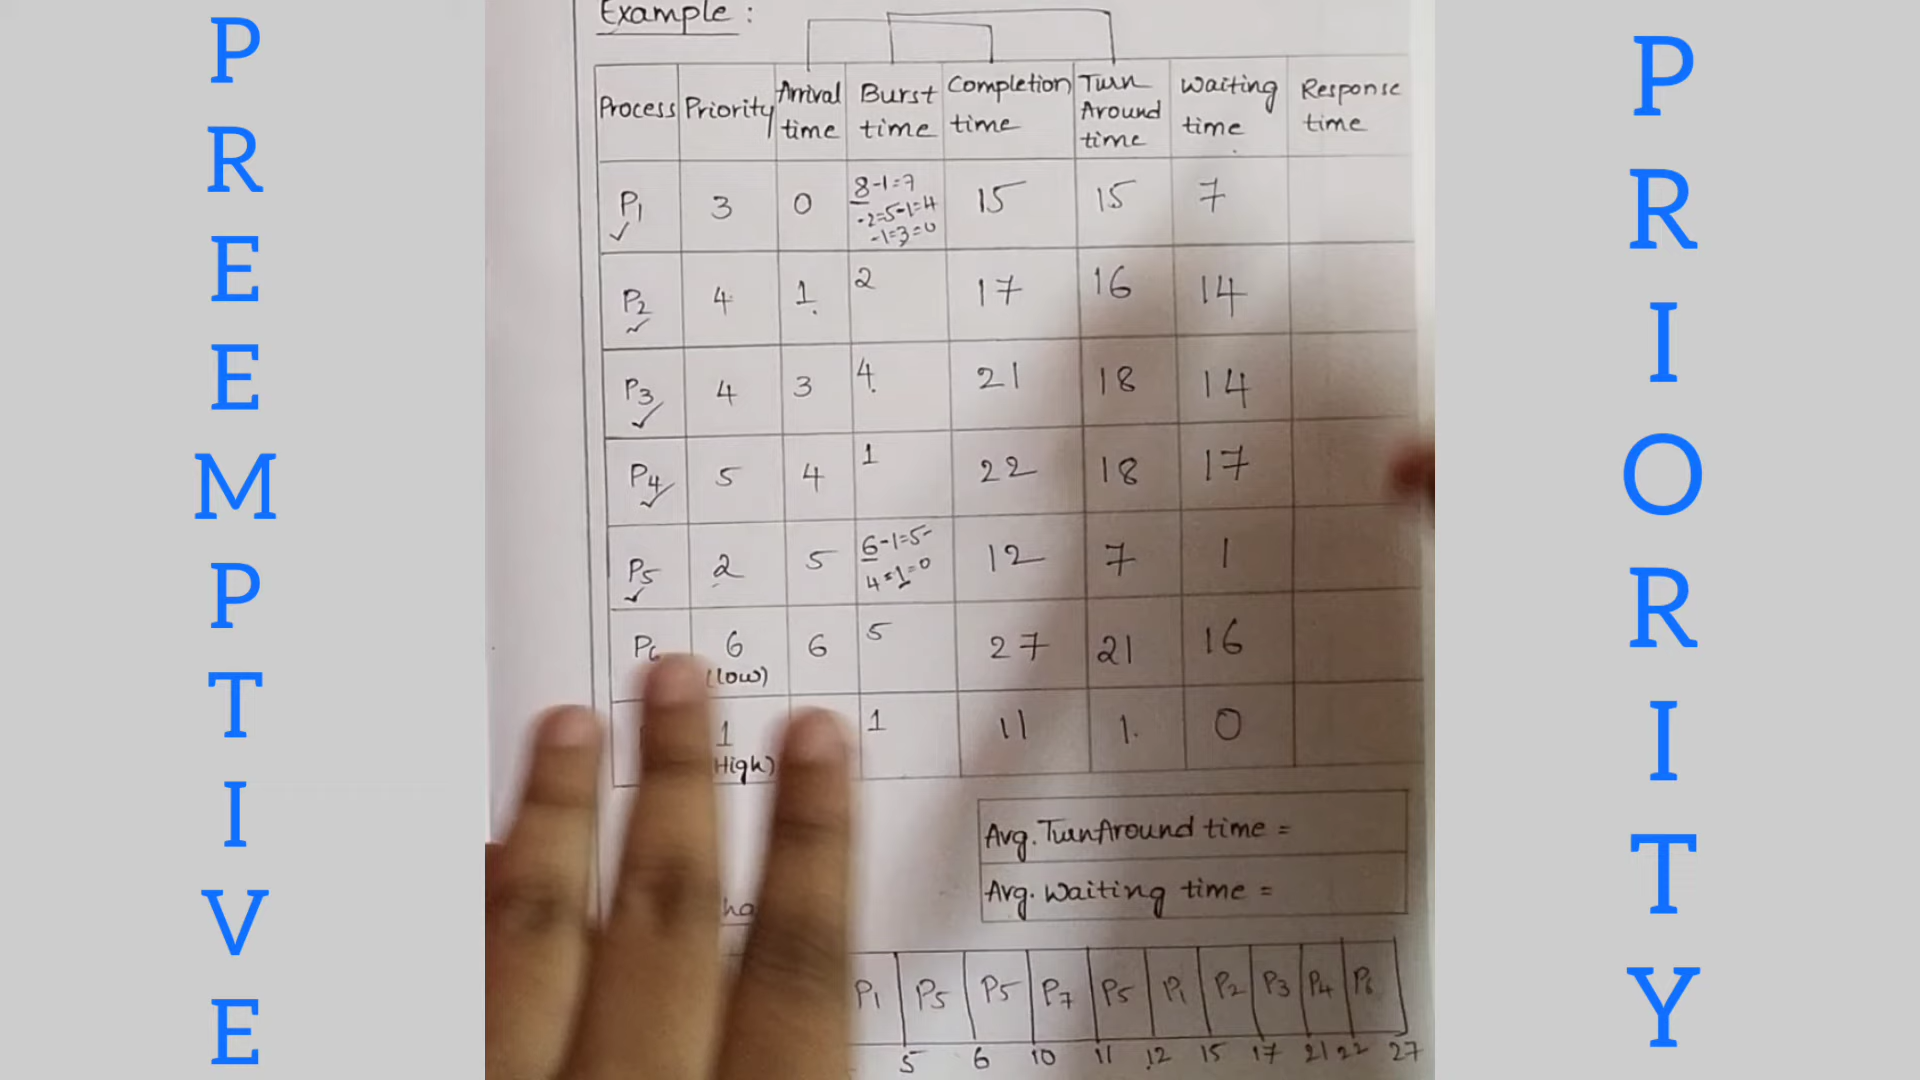 PREEMPTIVE
PRIORITY
Example :
Process Priority Arrival time Burst time Completion time Turn Around time Waiting time Response time
P1 3 0 8-1=7 15 15 7
-2=5-1=4
-1=3=0
P2 4 1 2 17 16 14
P3 4 3 4 21 18 14
P4 5 4 1 22 18 17
P5 2 5 6-1=5- 12 7 1
4=1=0
P6 6 6 5 27 21 16
(low)
1 1 11 1 0
High)
Avg. TurnAround time =
Avg. Waiting time =
P1 P5 P5 P7 P5 P1 P2 P3 P4 P6
5 6 10 11 12 15 17 21 22 27